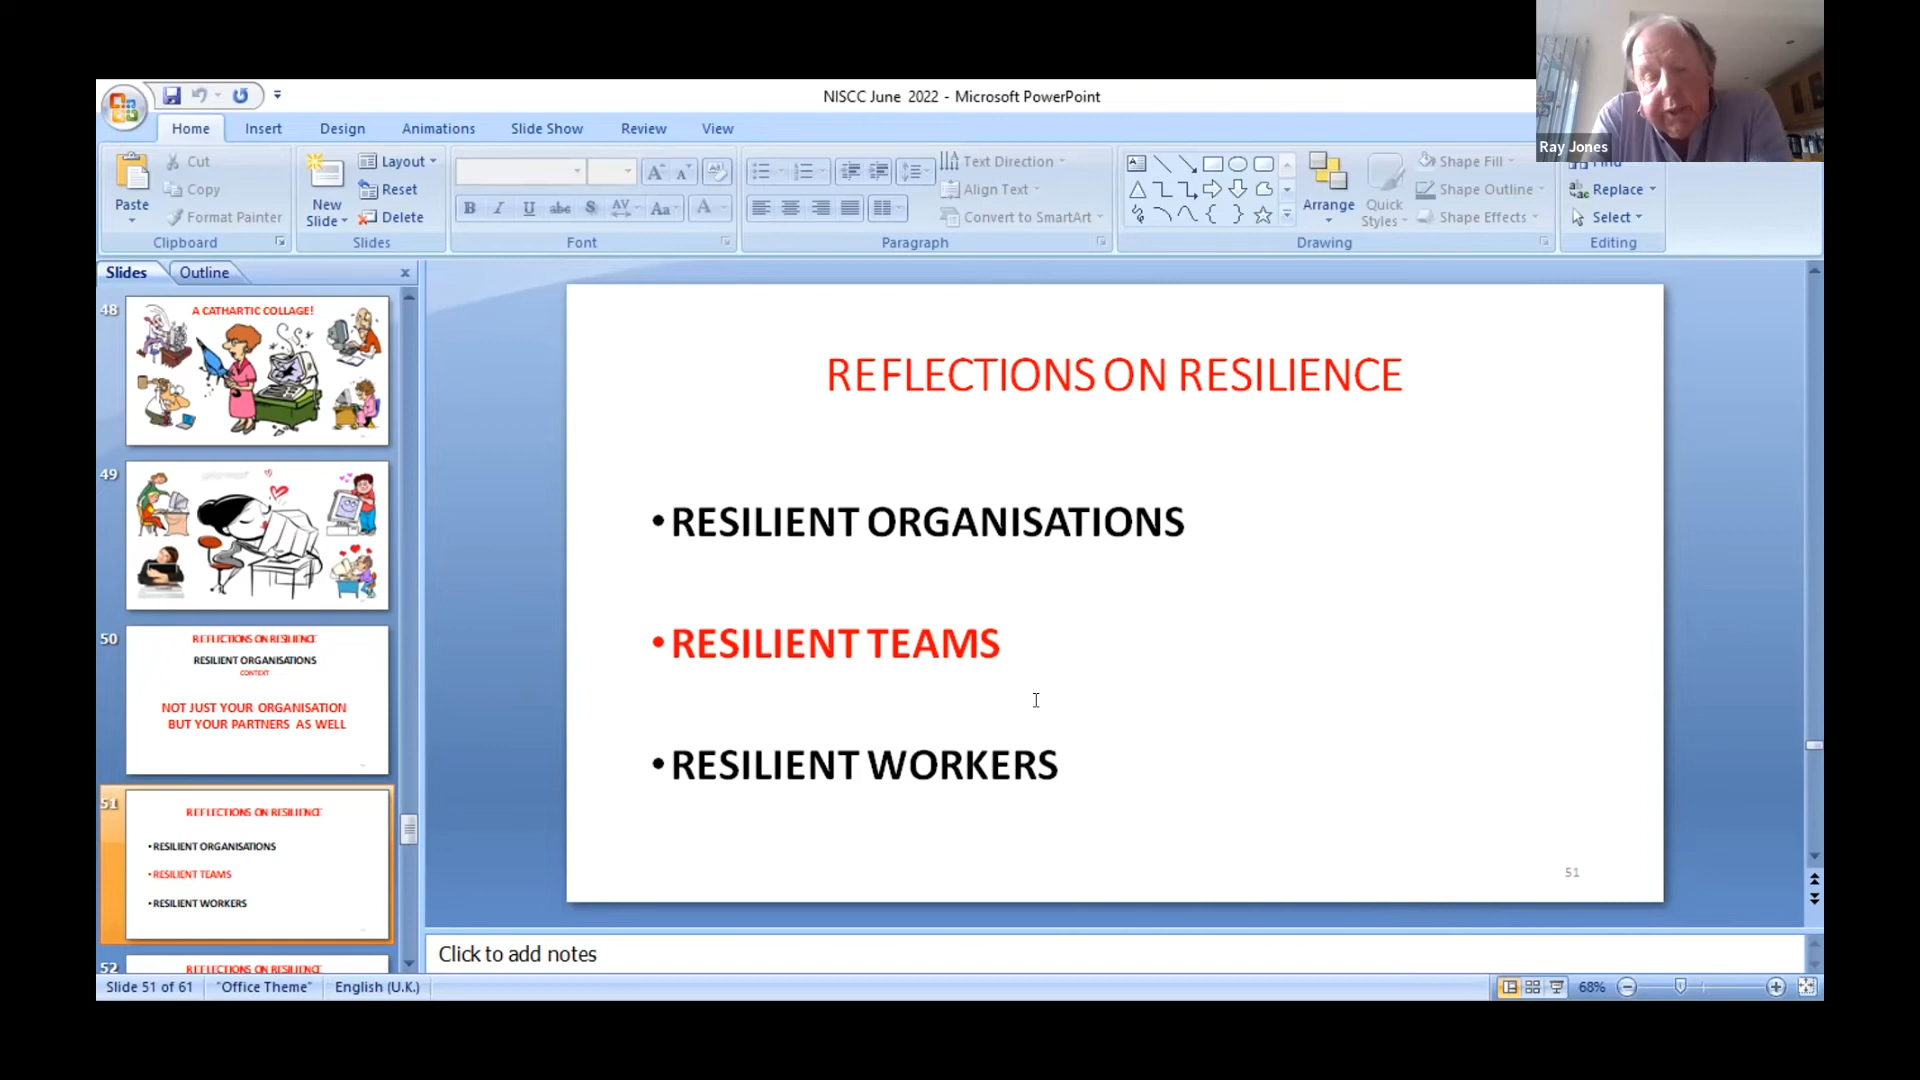 NISCC June 2022 - Microsoft PowerPoint
Ray Jones
Home Insert Design Animations Slide Show Review View
Paste
Cut
Copy
Format Painter
Clipboard
New
Slide
Layout
Reset
Delete
Slides
B I U abc S AV Aa A
Font
Text Direction
Align Text
Convert to SmartArt
Paragraph
Arrange
Quick
Styles
Shape Fill
Shape Outline
Shape Effects
Drawing
Find
Replace
Select
Editing
Slides Outline
48
A CATHARTIC COLLAGE!
49
50
REFLECTIONS ON RESILIENCE
RESILIENT ORGANISATIONS
CONTEXT
NOT JUST YOUR ORGANISATION
BUT YOUR PARTNERS AS WELL
51
REFLECTIONS ON RESILIENCE
• RESILIENT ORGANISATIONS
• RESILIENT TEAMS
• RESILIENT WORKERS
52
REFLECTIONS ON RESILIENCE
REFLECTIONS ON RESILIENCE
• RESILIENT ORGANISATIONS
• RESILIENT TEAMS
• RESILIENT WORKERS
51
Click to add notes
Slide 51 of 61 "Office Theme" English (U.K.)
68%